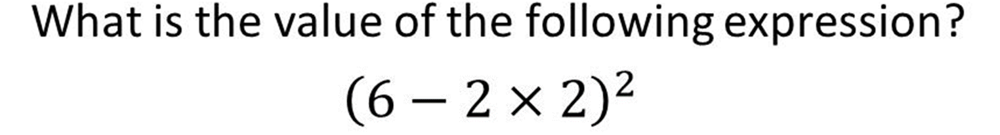 What is the value of the following expression?
(6 − 2 × 2)²